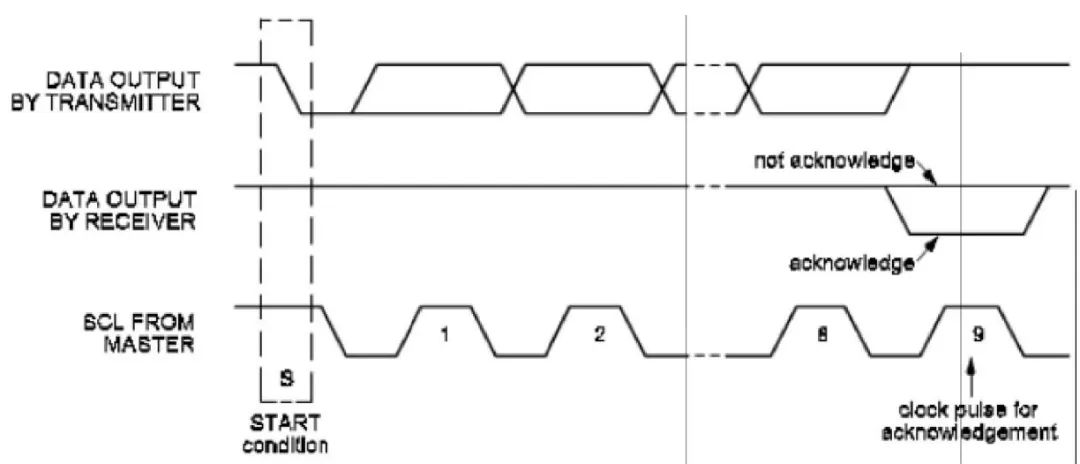 DATA OUTPUT
BY TRANSMITTER
not acknowledge
DATA OUTPUT
BY RECEIVER
acknowledge
SCL FROM
MASTER
1
2
8
9
S
START
condition
clock pulse for
acknowledgement